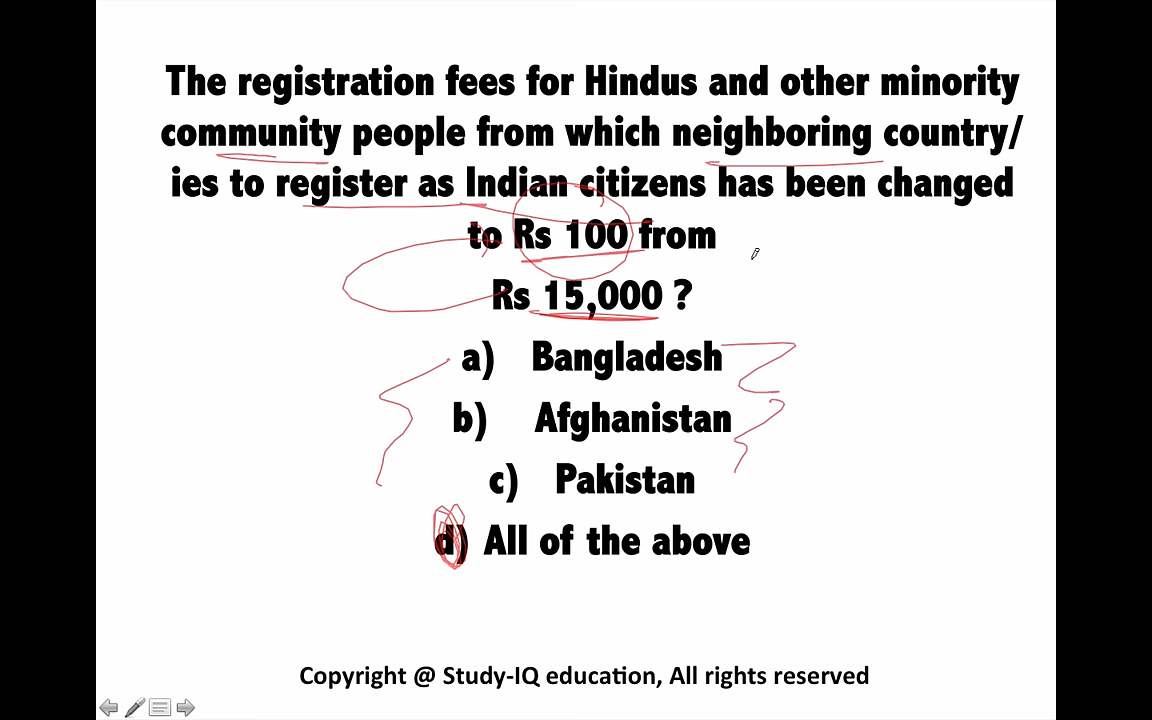 The registration fees for Hindus and other minority
community people from which neighboring country/
ies to register as Indian citizens has been changed
to Rs 100 from
Rs 15,000 ?
a) Bangladesh
b) Afghanistan
c) Pakistan
d) All of the above
Copyright @ Study-IQ education, All rights reserved